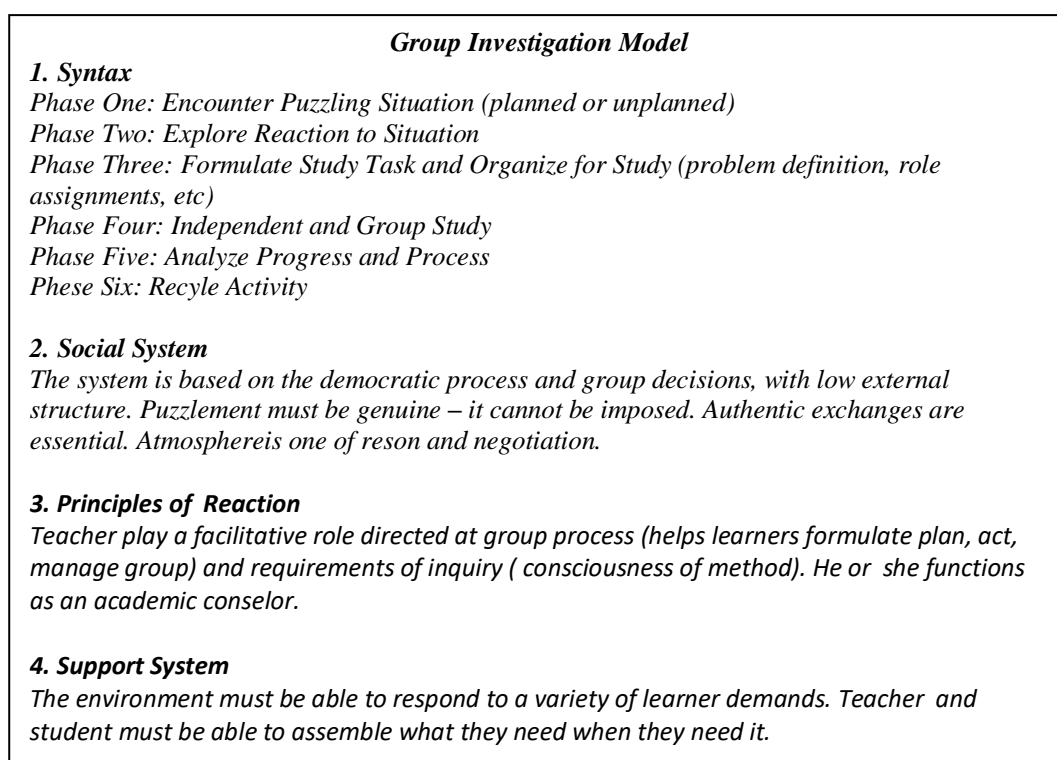 Group Investigation Model
1. Syntax
Phase One: Encounter Puzzling Situation (planned or unplanned)
Phase Two: Explore Reaction to Situation
Phase Three: Formulate Study Task and Organize for Study (problem definition, role
assignments, etc)
Phase Four: Independent and Group Study
Phase Five: Analyze Progress and Process
Phese Six: Recyle Activity
2. Social System
The system is based on the democratic process and group decisions, with low external
structure. Puzzlement must be genuine – it cannot be imposed. Authentic exchanges are
essential. Atmosphereis one of reson and negotiation.
3. Principles of Reaction
Teacher play a facilitative role directed at group process (helps learners formulate plan, act,
manage group) and requirements of inquiry ( consciousness of method). He or she functions
as an academic conselor.
4. Support System
The environment must be able to respond to a variety of learner demands. Teacher and
student must be able to assemble what they need when they need it.